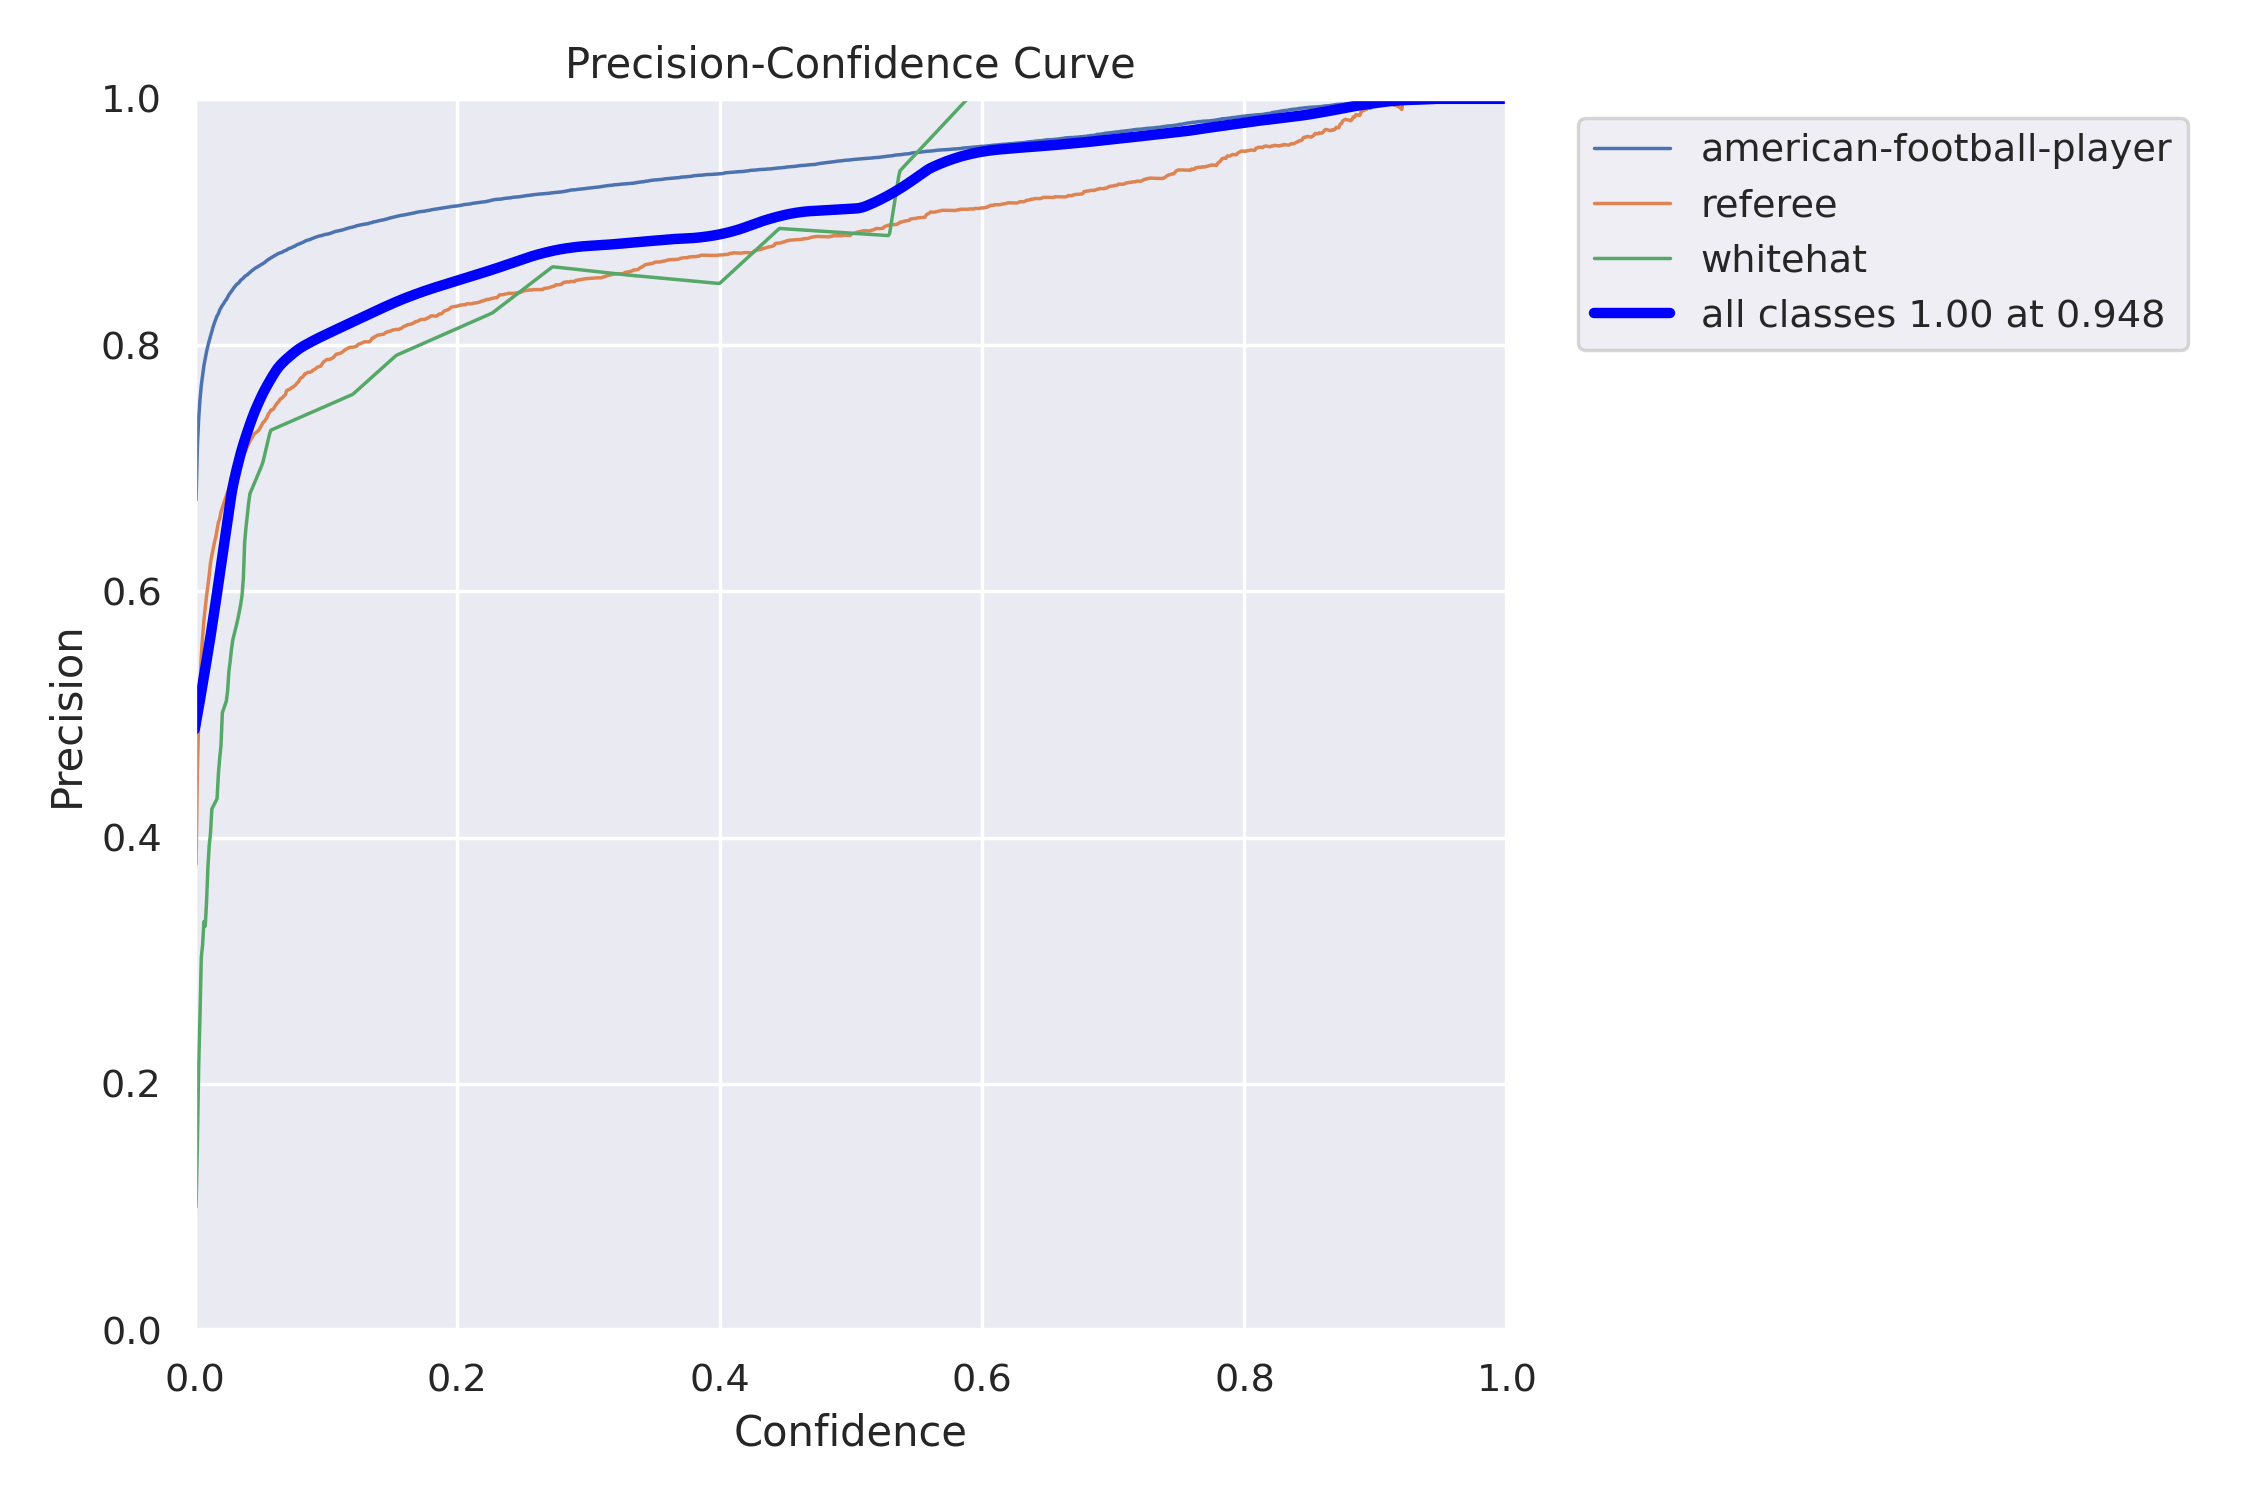 Precision-Confidence Curve
1.0
0.8
0.6
0.4
0.2
0.0
Precision
0.0 0.2 0.4 0.6 0.8 1.0
Confidence
american-football-player
referee
whitehat
all classes 1.00 at 0.948